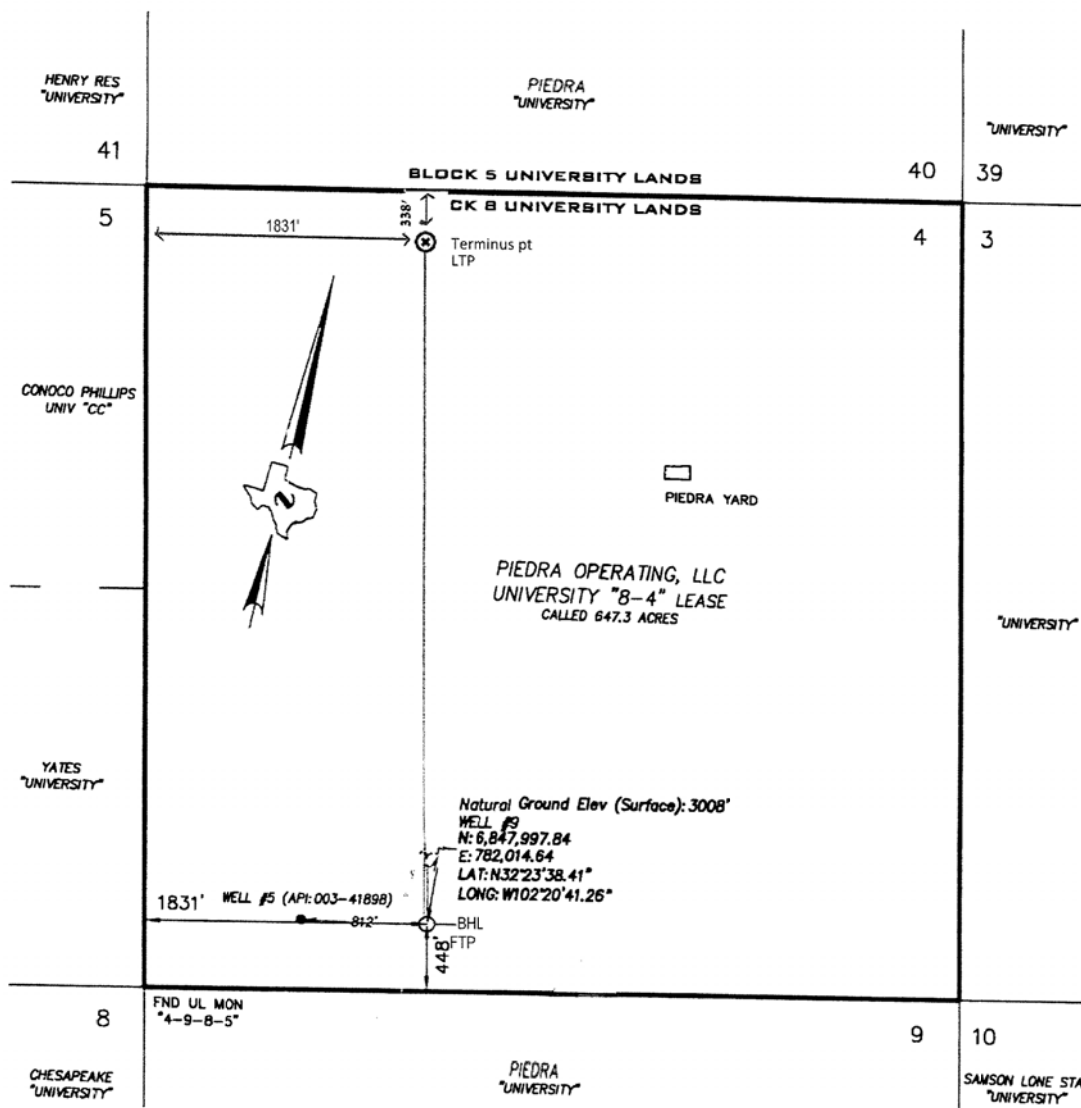 HENRY RES
"UNIVERSITY"
41
PIEDRA
"UNIVERSITY"
"UNIVERSITY"
40
39
BLOCK 5 UNIVERSITY LANDS
CK 8 UNIVERSITY LANDS
5
1831'
338'
Terminus pt
LTP
4
3
CONOCO PHILLIPS
UNIV "CC"
PIEDRA YARD
PIEDRA OPERATING, LLC
UNIVERSITY "8-4" LEASE
CALLED 647.3 ACRES
"UNIVERSITY"
YATES
"UNIVERSITY"
Natural Ground Elev (Surface): 3008'
WELL #9
N: 6,847,997.84
E: 782,014.64
LAT: N32°23'38.41"
LONG: W102°20'41.26"
1831'
WELL #5 (API: 003-41898)
812'
BHL
FTP
448'
FND UL MON
"4-9-8-5"
8
9
10
CHESAPEAKE
"UNIVERSITY"
PIEDRA
"UNIVERSITY"
SAMSON LONE STA
"UNIVERSITY"